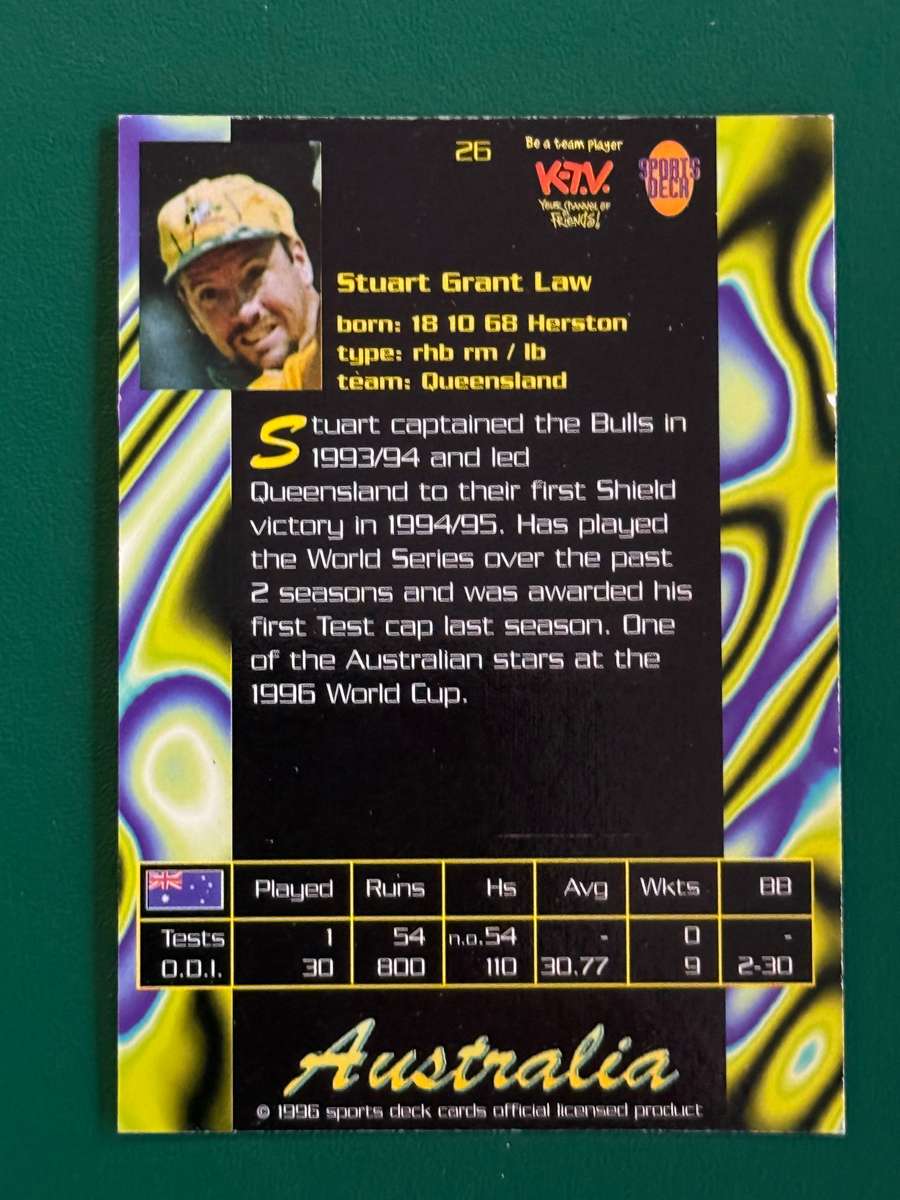 26
Be a team player
K-T.V.
YOUR CHANNEL OF
FRIENDS!
SPORTS
DECK
Stuart Grant Law
born: 18 10 68 Herston
type: rhb rm / lb
team: Queensland
Stuart captained the Bulls in
1993/94 and led
Queensland to their first Shield
victory in 1994/95. Has played
the World Series over the past
2 seasons and was awarded his
first Test cap last season. One
of the Australian stars at the
1996 World Cup.
Played Runs Hs Avg Wkts BB
Tests 1 54 n.o.54 - 0 -
O.D.I. 30 800 110 30.77 9 2-30
Australia
© 1996 sports deck cards official licensed product